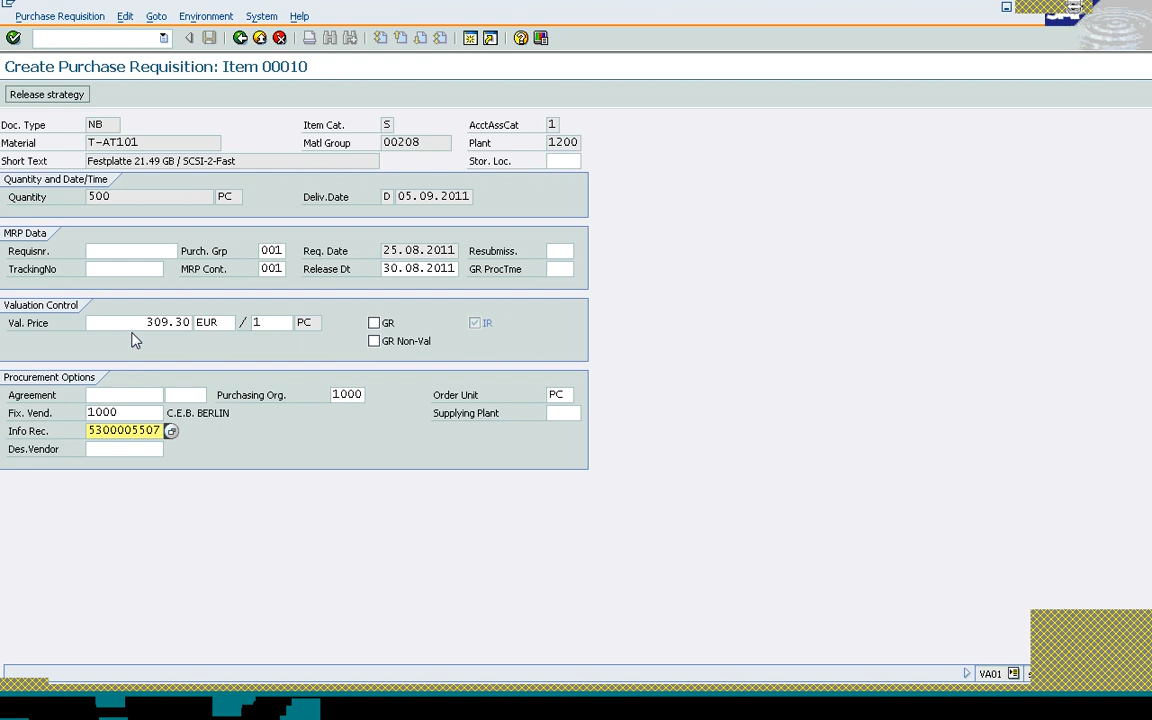 Purchase Requisition Edit Goto Environment System Help
Create Purchase Requisition: Item 00010
Release strategy
Doc. Type NB Item Cat. S AcctAssCat 1
Material T-AT101 Matl Group 00208 Plant 1200
Short Text Festplatte 21.49 GB / SCSI-2-Fast Stor. Loc.
Quantity and Date/Time
Quantity 500 PC Deliv.Date D 05.09.2011
MRP Data
Requisnr. Purch. Grp 001 Req. Date 25.08.2011 Resubmiss.
TrackingNo MRP Cont. 001 Release Dt 30.08.2011 GR ProcTme
Valuation Control
Val. Price 309.30 EUR / 1 PC GR IR
GR Non-Val
Procurement Options
Agreement Purchasing Org. 1000 Order Unit PC
Fix. Vend. 1000 C.E.B. BERLIN Supplying Plant
Info Rec. 5300005507
Des.Vendor
VA01